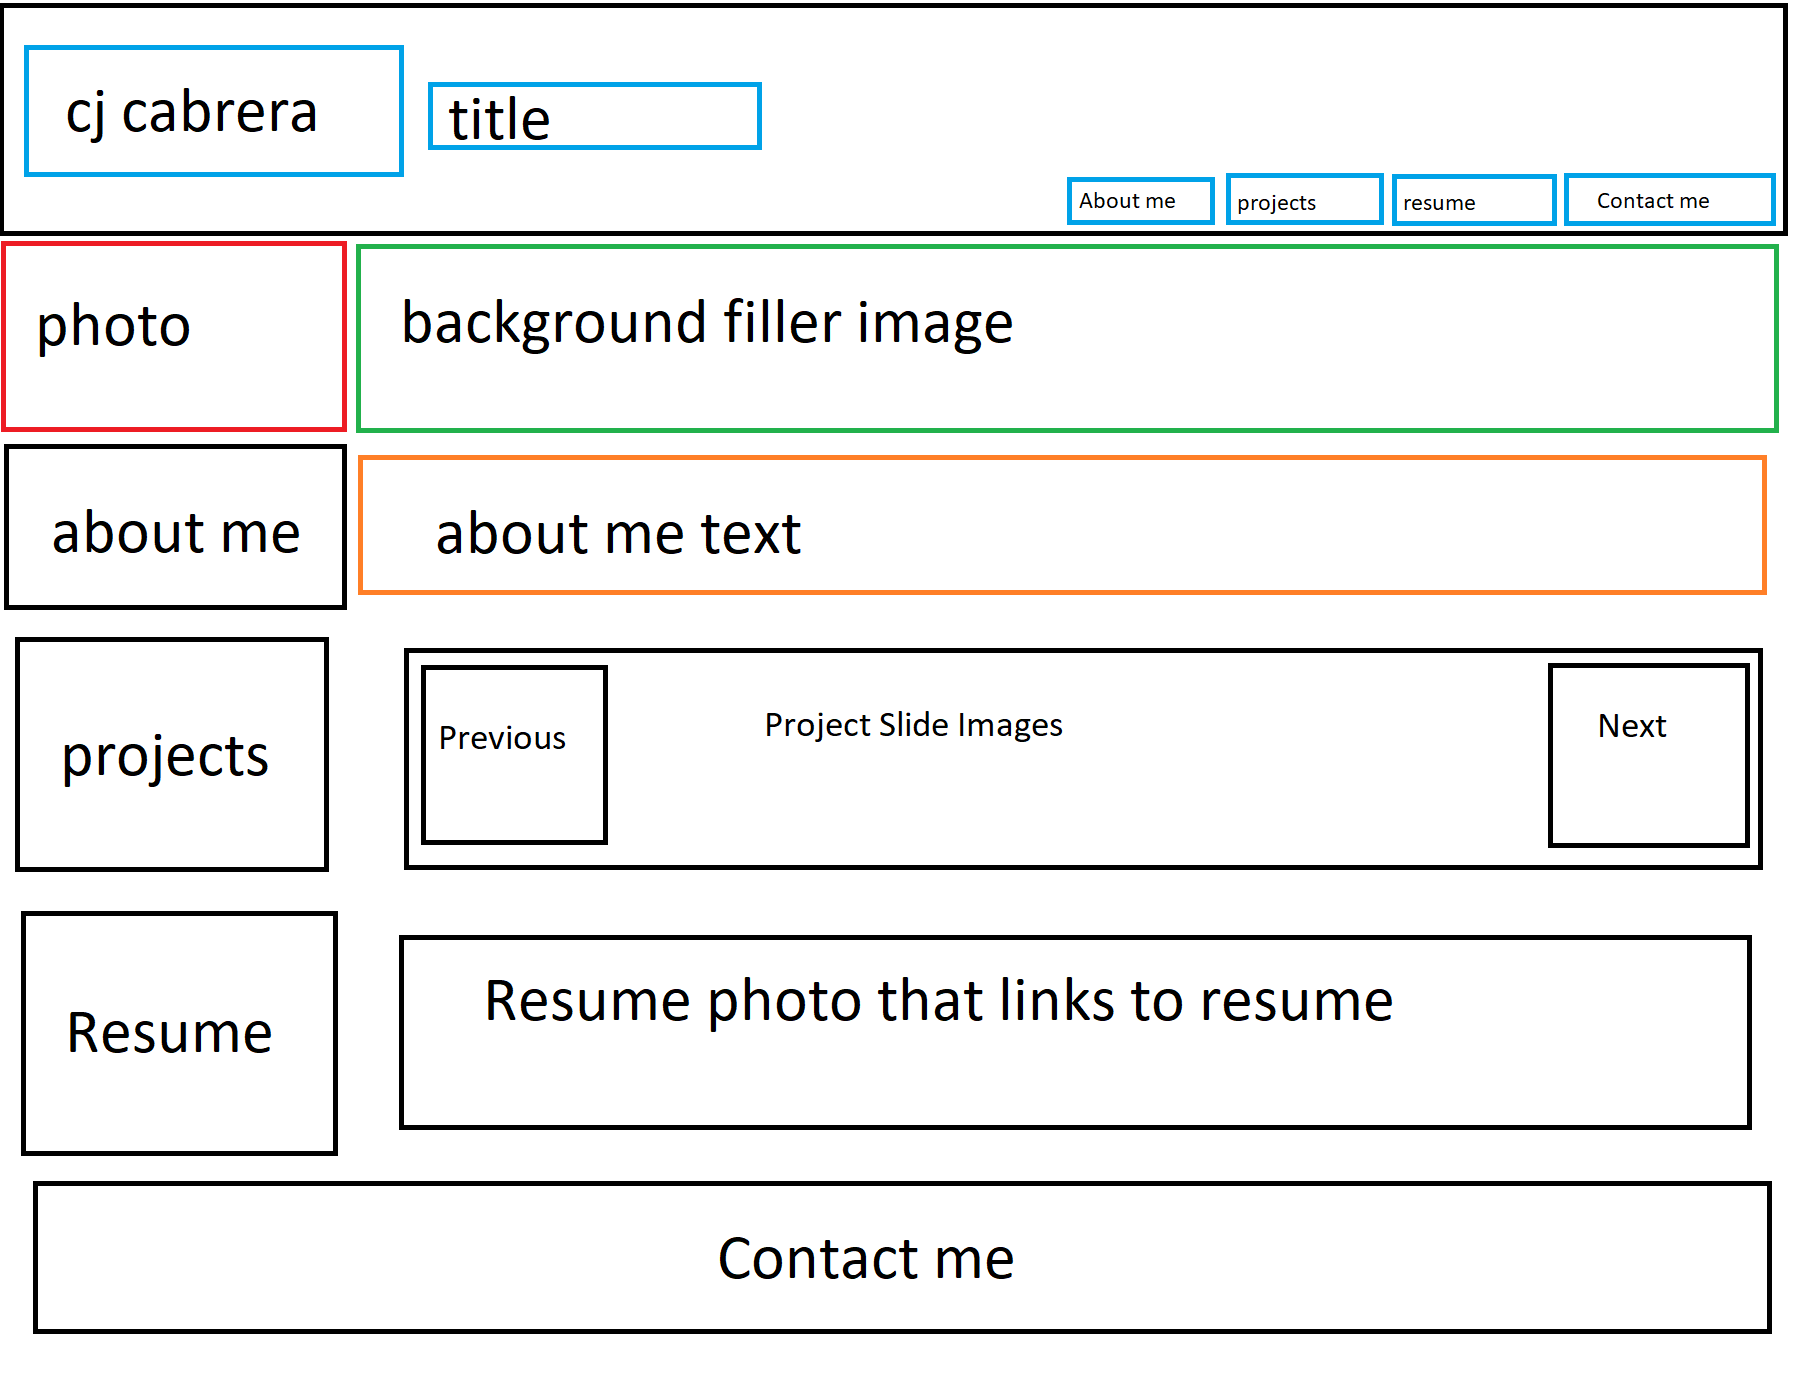 cj cabrera
title
About me
projects
resume
Contact me
photo
background filler image
about me
about me text
projects
Previous
Project Slide Images
Next
Resume
Resume photo that links to resume
Contact me